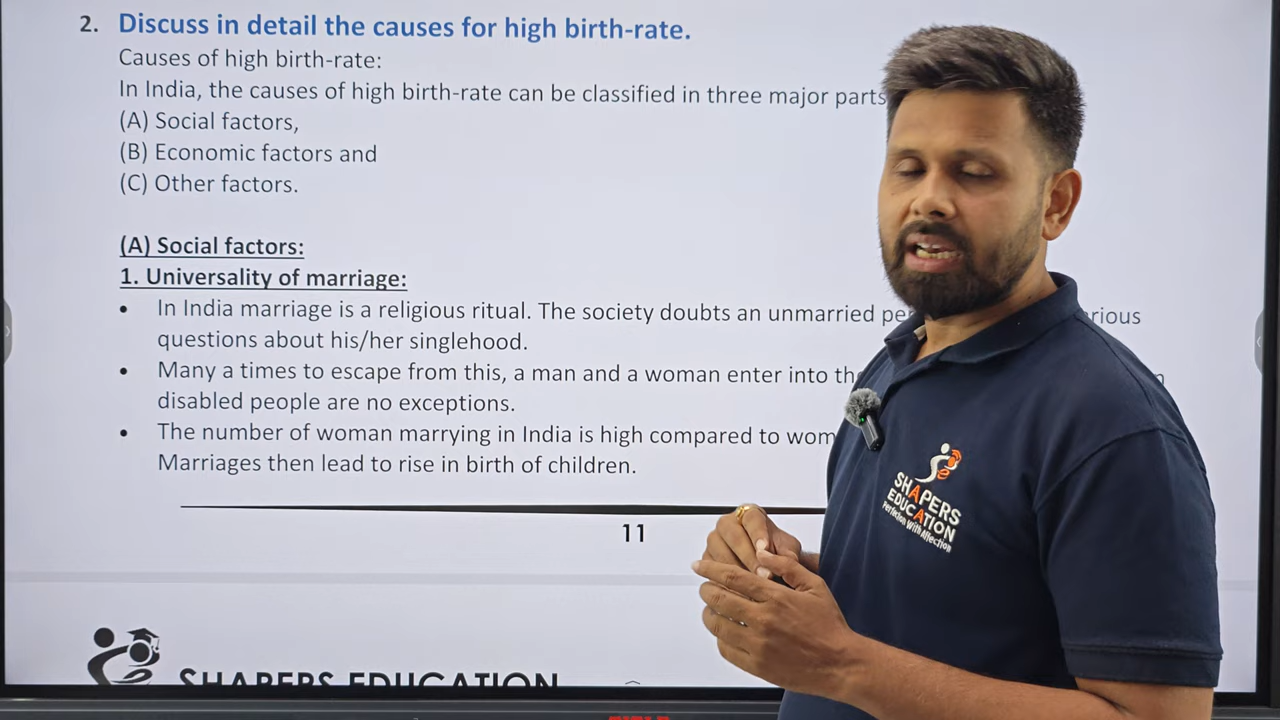 2. Discuss in detail the causes for high birth-rate.
Causes of high birth-rate:
In India, the causes of high birth-rate can be classified in three major parts
(A) Social factors,
(B) Economic factors and
(C) Other factors.
(A) Social factors:
1. Universality of marriage:
• In India marriage is a religious ritual. The society doubts an unmarried
questions about his/her singlehood.
• Many a times to escape from this, a man and a woman enter into
disabled people are no exceptions.
• The number of woman marrying in India is high compared to
Marriages then lead to rise in birth of children.
11
SHAPERS EDUCATION
SHAPERS
EDUCATION
Perfection With Affection